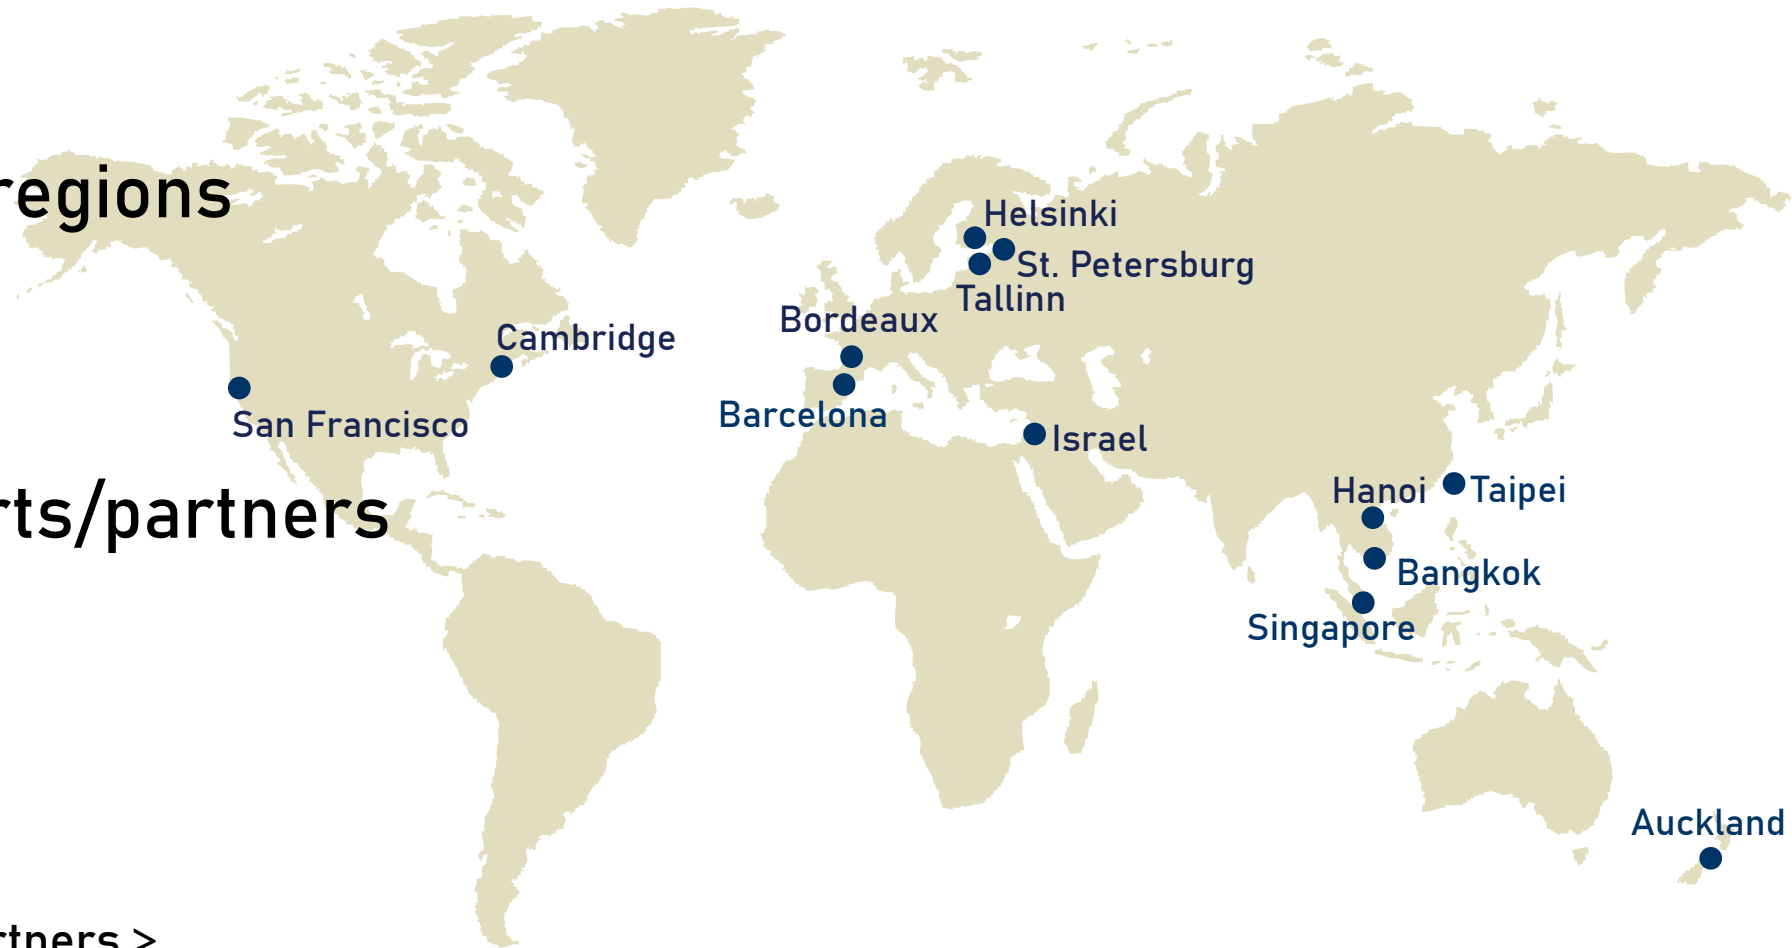 regions
Helsinki
St. Petersburg
Tallinn
Bordeaux
Cambridge
Barcelona
San Francisco
Israel
Hanoi
Taipei
rts/partners
Bangkok
Singapore
Auckland
rtners >